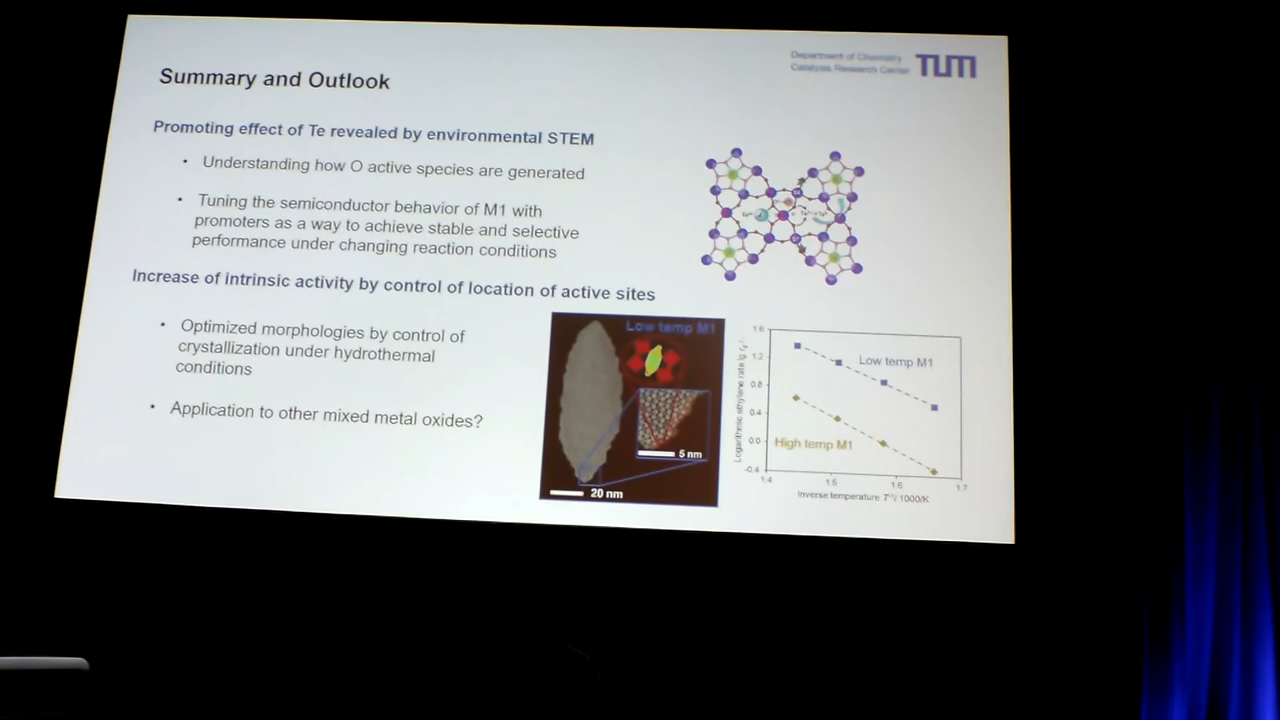 Department of Chemistry
Catalysis Research Center
TUM
Summary and Outlook
Promoting effect of Te revealed by environmental STEM
• Understanding how O active species are generated
• Tuning the semiconductor behavior of M1 with
promoters as a way to achieve stable and selective
performance under changing reaction conditions
Increase of intrinsic activity by control of location of active sites
• Optimized morphologies by control of
crystallization under hydrothermal
conditions
• Application to other mixed metal oxides?
Low temp M1
5 nm
20 nm
Logarithmic ethylene rate
1.6
1.2
0.8
0.4
0.0
-0.4
Low temp M1
High temp M1
1.4
1.5
1.6
1.7
Inverse temperature T⁻¹/ 1000/K